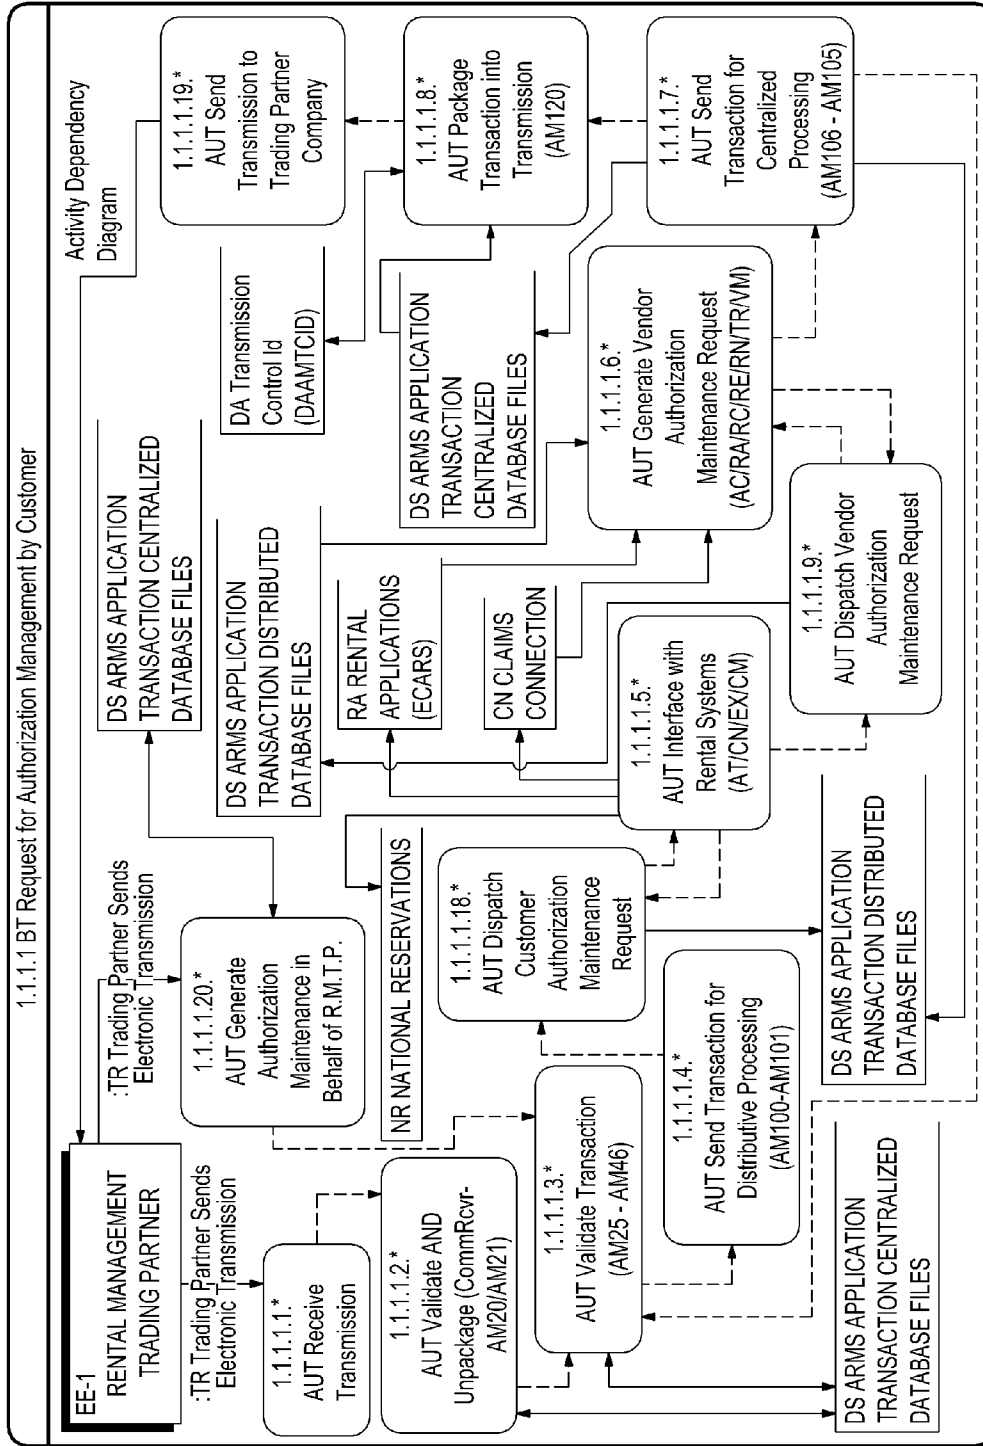 1.1.1.1 BT Request for Authorization Management by Customer
Activity Dependency
Diagram
EE-1
RENTAL MANAGEMENT
TRADING PARTNER
:TR Trading Partner Sends
Electronic Transmission
:TR Trading Partner Sends
Electronic Transmission
1.1.1.1.1.*
AUT Receive
Transmission
1.1.1.1.20.*
AUT Generate
Authorization
Maintenance in
Behalf of R.M.T.P.
DS ARMS APPLICATION
TRANSACTION CENTRALIZED
DATABASE FILES
DA Transmission
Control Id
(DAAMTCID)
1.1.1.1.19.*
AUT Send
Transmission to
Trading Partner
Company
1.1.1.1.2.*
AUT Validate AND
Unpackage (CommRcvr-
AM20/AM21)
NR NATIONAL RESERVATIONS
DS ARMS APPLICATION
TRANSACTION DISTRIBUTED
DATABASE FILES
RA RENTAL
APPLICATIONS
(ECARS)
DS ARMS APPLICATION
TRANSACTION
CENTRALIZED
DATABASE FILES
1.1.1.1.8.*
AUT Package
Transaction into
Transmission
(AM120)
1.1.1.1.3.*
AUT Validate Transaction
(AM25 - AM46)
1.1.1.1.18.*
AUT Dispatch
Customer
Authorization
Maintenance
Request
CN CLAIMS
CONNECTION
1.1.1.1.6.*
AUT Generate Vendor
Authorization
Maintenance Request
(AC/RA/RC/RE/RN/TR/VM)
1.1.1.1.7.*
AUT Send
Transaction for
Centralized
Processing
(AM106 - AM105)
1.1.1.1.4.*
AUT Send Transaction for
Distributive Processing
(AM100-AM101)
1.1.1.1.5.*
AUT Interface with
Rental Systems
(AT/CN/EX/CM)
1.1.1.1.9.*
AUT Dispatch Vendor
Authorization
Maintenance Request
DS ARMS APPLICATION
TRANSACTION CENTRALIZED
DATABASE FILES
DS ARMS APPLICATION
TRANSACTION DISTRIBUTED
DATABASE FILES